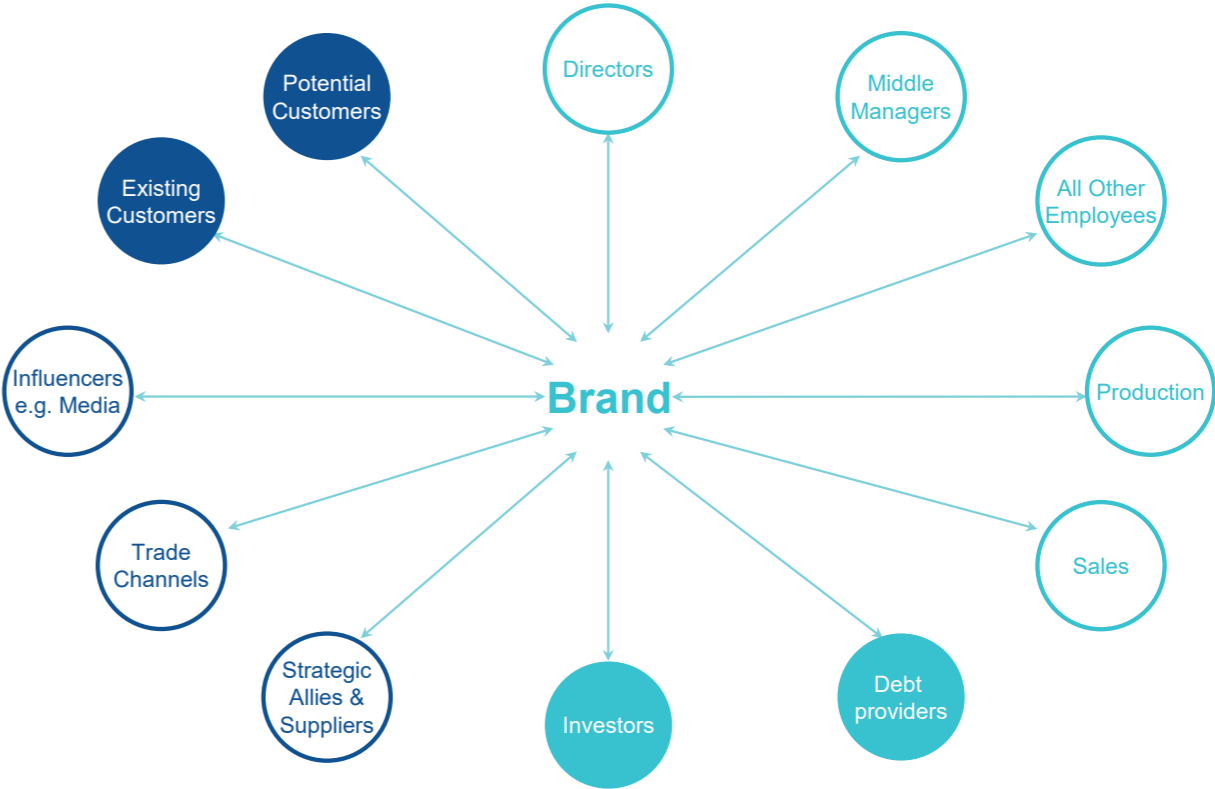 Directors
Potential
Customers
Middle
Managers
Existing
Customers
All Other
Employees
Influencers
e.g. Media
Brand
Production
Trade
Channels
Sales
Strategic
Allies &
Suppliers
Investors
Debt
providers